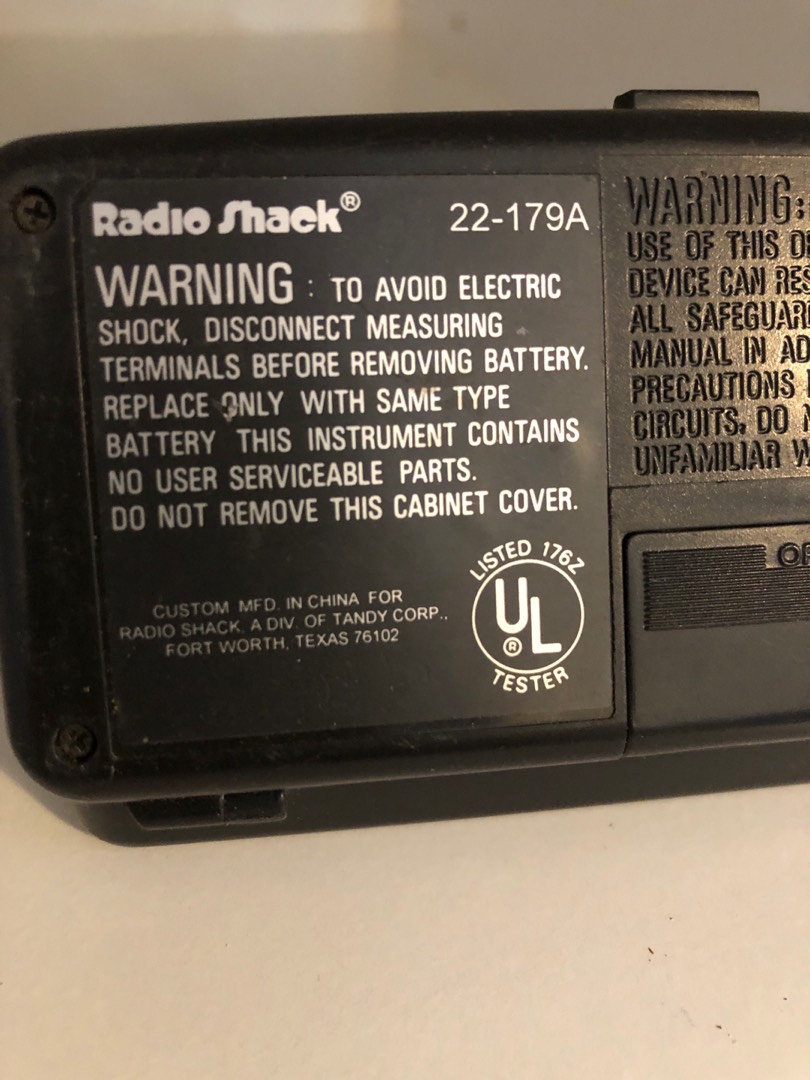 Radio Shack® 22-179A
WARNING : TO AVOID ELECTRIC
SHOCK, DISCONNECT MEASURING
TERMINALS BEFORE REMOVING BATTERY.
REPLACE ONLY WITH SAME TYPE
BATTERY THIS INSTRUMENT CONTAINS
NO USER SERVICEABLE PARTS.
DO NOT REMOVE THIS CABINET COVER.
CUSTOM MFD. IN CHINA FOR
RADIO SHACK, A DIV. OF TANDY CORP.,
FORT WORTH, TEXAS 76102
LISTED 176Z
UL®
TESTER
WARNING:
USE OF THIS
DEVICE CAN
ALL
MANUAL IN
PRECAUTIONS
CIRCUITS, DO
UNFAMILIAR